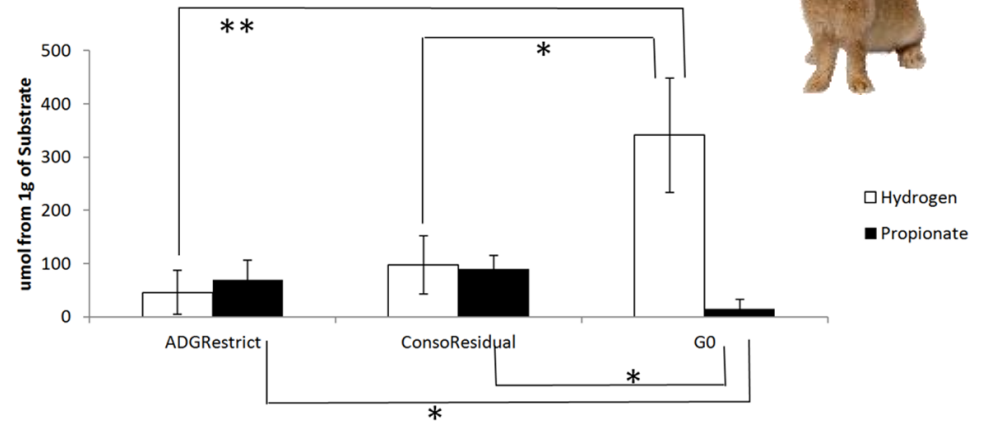 **
*
500
400
300
200
100
0
umol from 1g of Substrate
Hydrogen
Propionate
ADGRestrict
ConsoResidual
G0
*
*